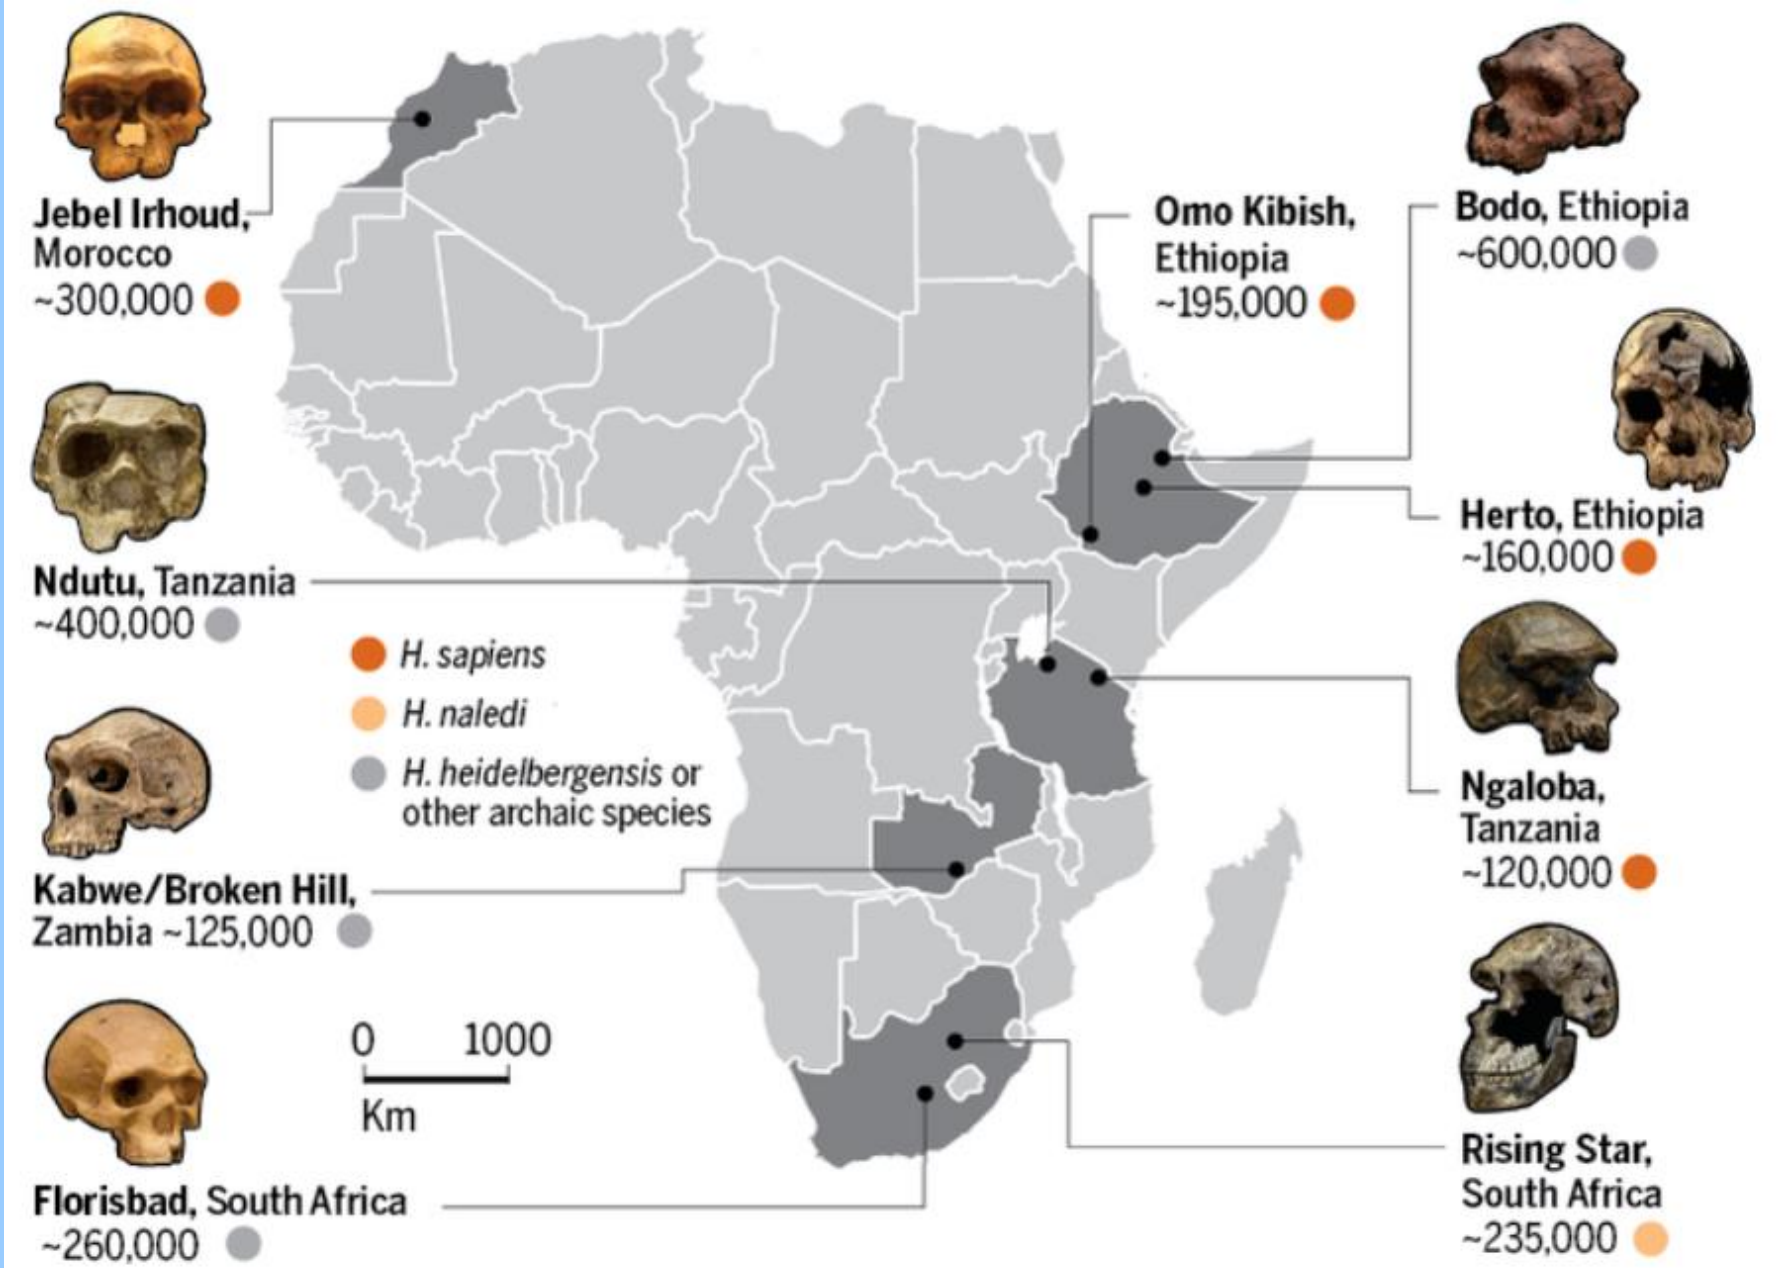 Jebel Irhoud,
Morocco
~300,000
Ndutu, Tanzania
~400,000
H. sapiens
H. naledi
H. heidelbergensis or
other archaic species
Kabwe/Broken Hill,
Zambia ~125,000
0 1000
Km
Florisbad, South Africa
~260,000
Omo Kibish,
Ethiopia
~195,000
Bodo, Ethiopia
~600,000
Herto, Ethiopia
~160,000
Ngaloba,
Tanzania
~120,000
Rising Star,
South Africa
~235,000